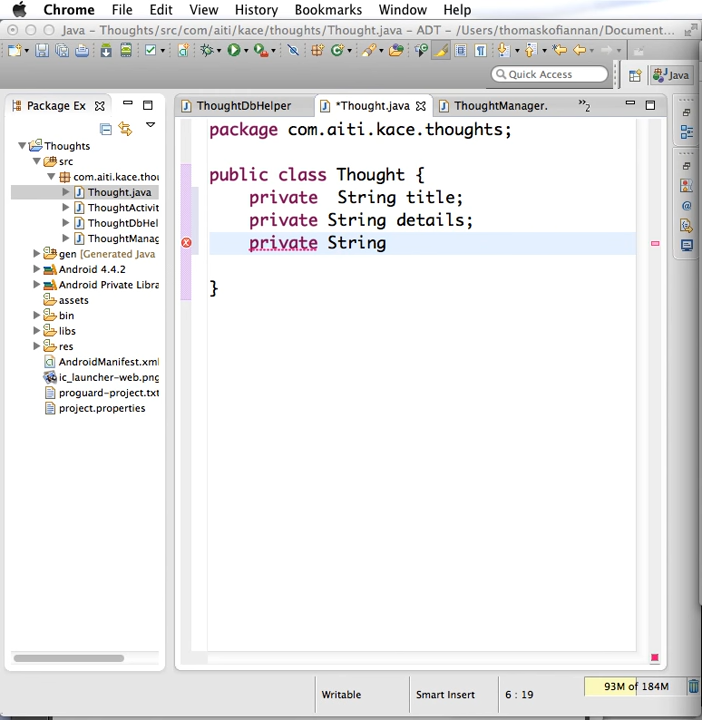 Chrome File Edit View History Bookmarks Window Help
Java – Thoughts/src/com/aiti/kace/thoughts/Thought.java – ADT – /Users/thomaskofiannan/Document...
Quick Access
Java
Package Ex
ThoughtDbHelper
*Thought.java
ThoughtManager.
»2
Thoughts
src
com.aiti.kace.thou
Thought.java
ThoughtActivit
ThoughtDbHel
ThoughtManag
gen [Generated Java
Android 4.4.2
Android Private Libra
assets
bin
libs
res
AndroidManifest.xml
ic_launcher-web.png
proguard-project.txt
project.properties
package com.aiti.kace.thoughts;
public class Thought {
private  String title;
private String details;
private String
}
Writable
Smart Insert
6 : 19
93M of 184M